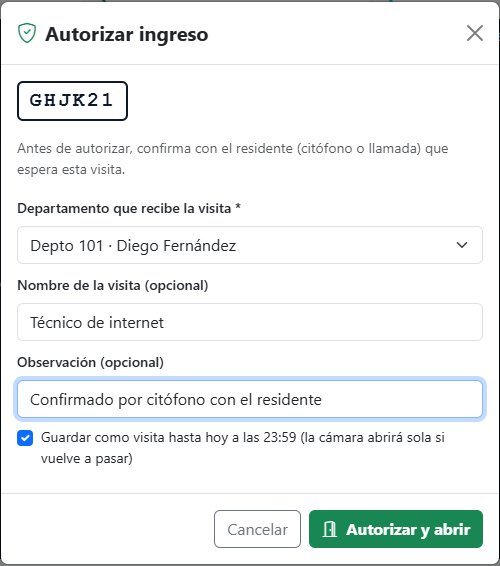 Autorizar ingreso
GHJK21
Antes de autorizar, confirma con el residente (citófono o llamada) que
espera esta visita.
Departamento que recibe la visita *
Depto 101 · Diego Fernández
Nombre de la visita (opcional)
Técnico de internet
Observación (opcional)
Confirmado por citófono con el residente
Guardar como visita hasta hoy a las 23:59 (la cámara abrirá sola si
vuelve a pasar)
Cancelar
Autorizar y abrir